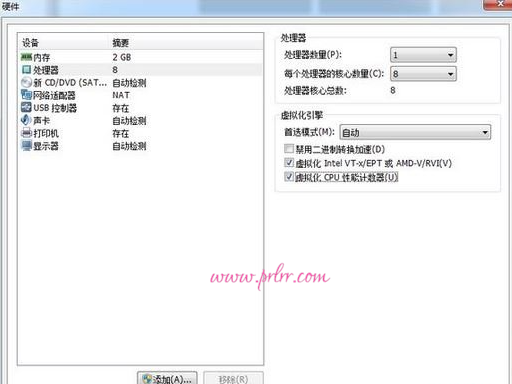 硬件
设备 摘要
内存 2 GB
处理器 8
新 CD/DVD (SAT... 自动检测
网络适配器 NAT
USB 控制器 存在
声卡 自动检测
打印机 存在
显示器 自动检测
处理器
处理器数量(P): 1
每个处理器的核心数量(C): 8
处理器核心总数: 8
虚拟化引擎
首选模式(M): 自动
禁用二进制转换加速(D)
虚拟化 Intel VT-x/EPT 或 AMD-V/RVI(V)
虚拟化 CPU 性能计数器(U)
www.prlrr.com
添加(A)... 移除(R)